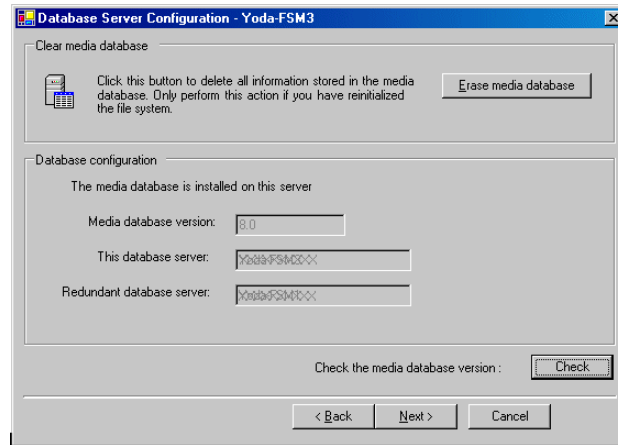 Database Server Configuration - Yoda-FSM3
Clear media database
Click this button to delete all information stored in the media
database. Only perform this action if you have reinitialized
the file system.
Erase media database
Database configuration
The media database is installed on this server
Media database version:
8.0
This database server:
Redundant database server:
Check the media database version :
Check
< Back
Next >
Cancel